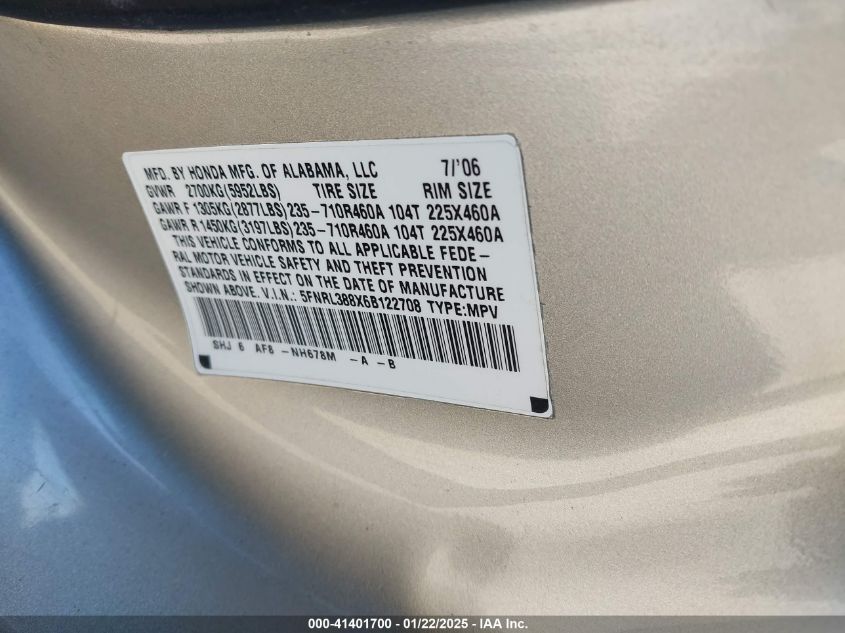 MFD. BY HONDA MFG. OF ALABAMA, LLC 7/'06
GVWR 2700KG(5952LBS) TIRE SIZE RIM SIZE
GAWR F 1305KG(2877LBS)235-710R460A 104T 225X460A
GAWR R 1450KG(3197LBS)235-710R460A 104T 225X460A
THIS VEHICLE CONFORMS TO ALL APPLICABLE FEDE-
RAL MOTOR VEHICLE SAFETY AND THEFT PREVENTION
STANDARDS IN EFFECT ON THE DATE OF MANUFACTURE
SHOWN ABOVE. V.I.N.: 5FNRL388X6B122708 TYPE:MPV
SHJ 6 AF8 -NH678M -A -B
000-41401700 - 01/22/2025 - IAA Inc.